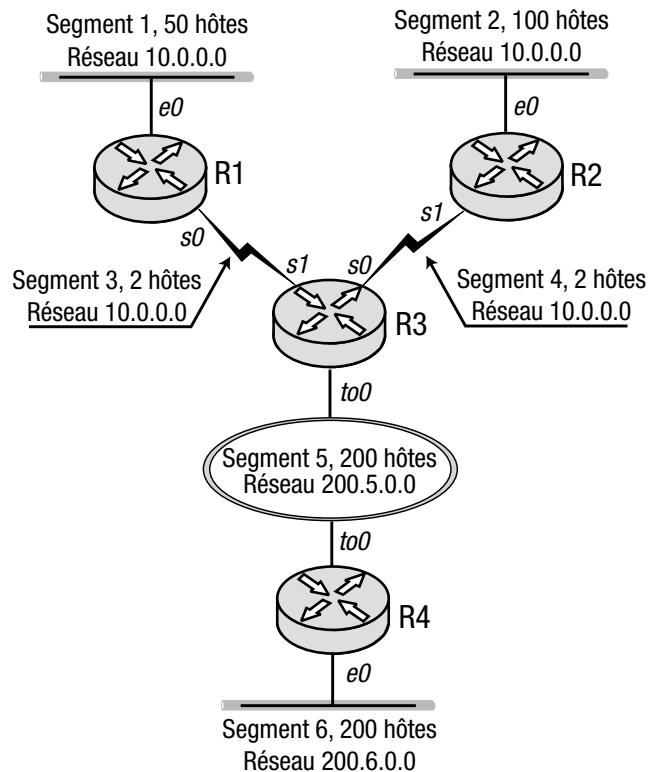 Segment 1, 50 hôtes
Réseau 10.0.0.0
Segment 2, 100 hôtes
Réseau 10.0.0.0
e0
e0
R1
R2
s0
s1
Segment 3, 2 hôtes
Réseau 10.0.0.0
s1
s0
Segment 4, 2 hôtes
Réseau 10.0.0.0
R3
to0
Segment 5, 200 hôtes
Réseau 200.5.0.0
to0
R4
e0
Segment 6, 200 hôtes
Réseau 200.6.0.0